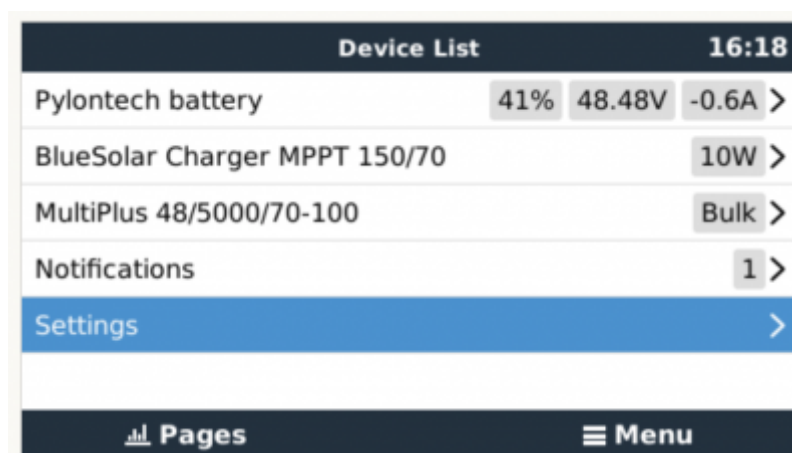 Device List 16:18
Pylontech battery 41% 48.48V -0.6A
BlueSolar Charger MPPT 150/70 10W
MultiPlus 48/5000/70-100 Bulk
Notifications 1
Settings
Pages Menu